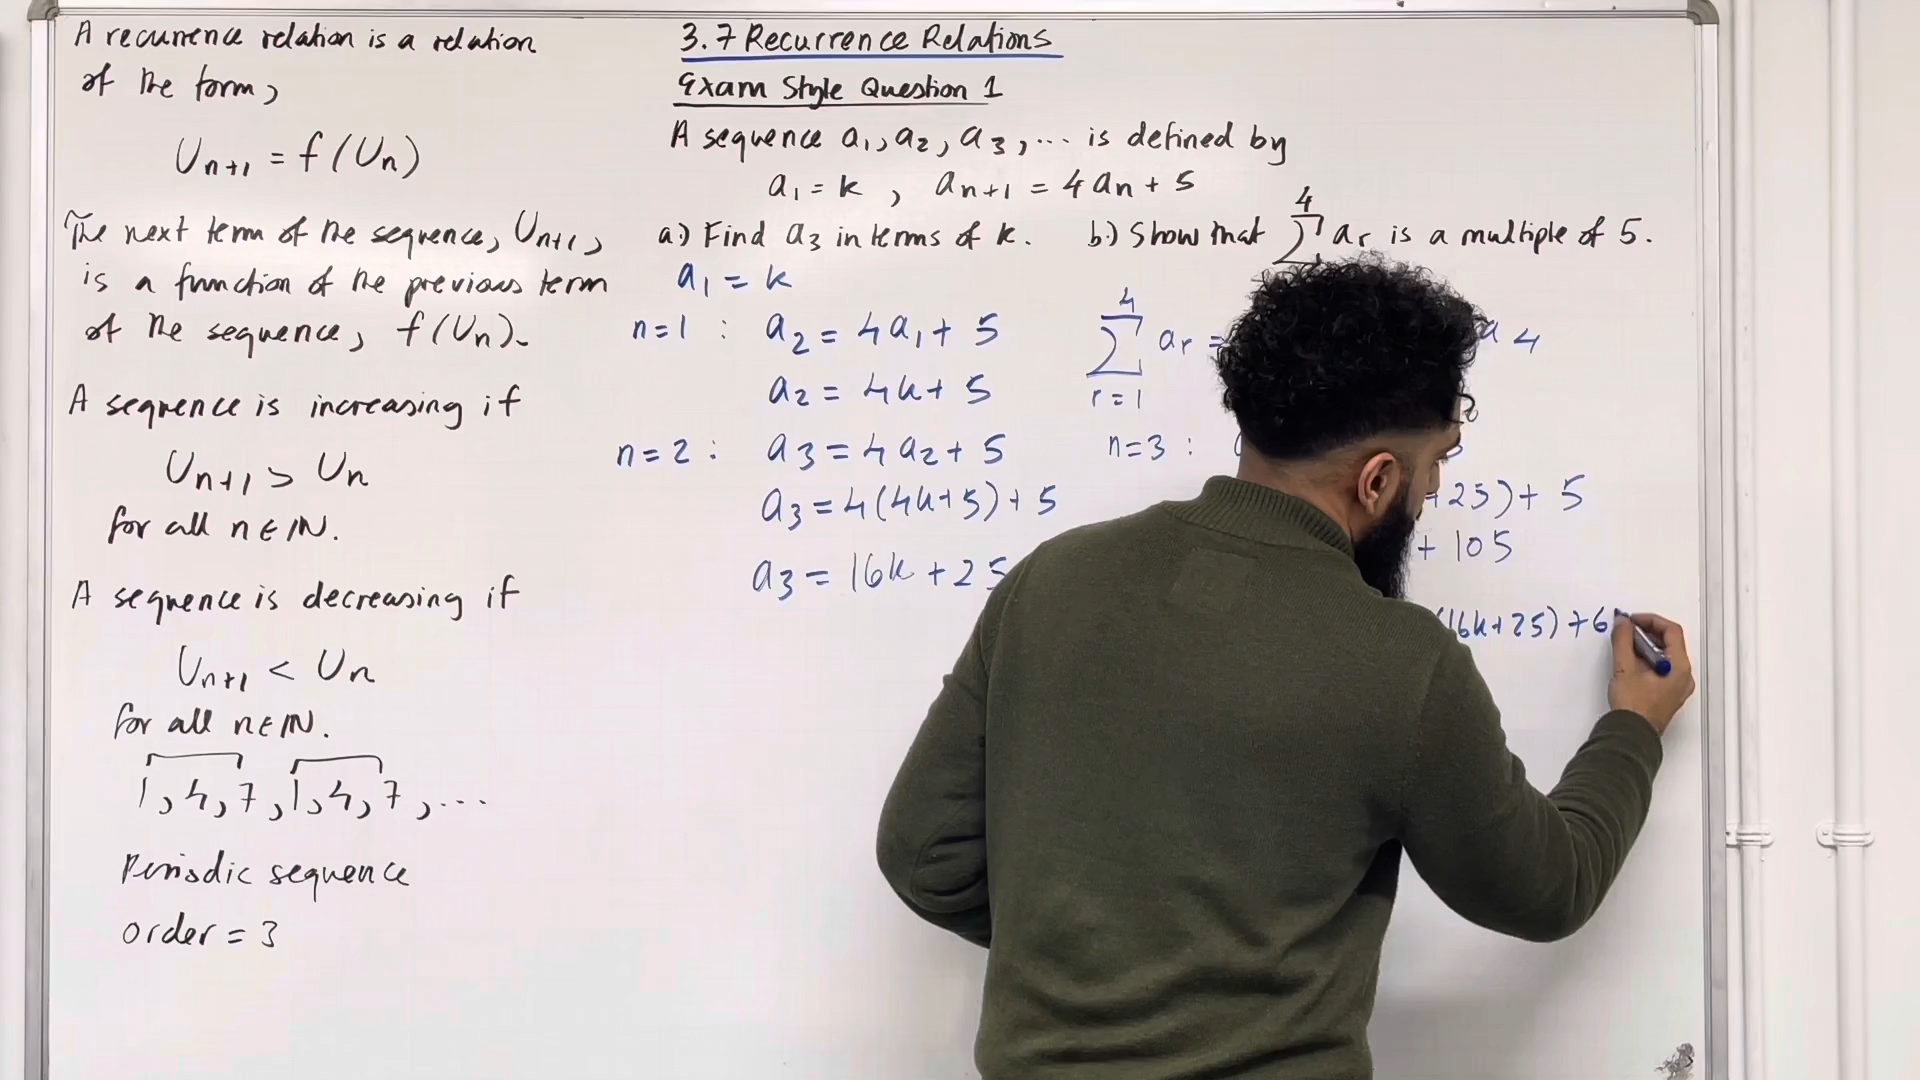 A recurrence relation is a relation
of the form,
Un+1 = f(Un)
The next term of the sequence, Un+1,
is a function of the previous term
of the sequence, f(Un).
A sequence is increasing if
Un+1 > Un
for all n ∈ ℕ.
A sequence is decreasing if
Un+1 < Un
for all n ∈ ℕ.
1, 4, 7, 1, 4, 7, ...
Periodic sequence
order = 3
3.7 Recurrence Relations
Exam Style Question 1
A sequence a1, a2, a3, ... is defined by
a1 = k , an+1 = 4an + 5
a.) Find a3 in terms of k.
a1 = k
n=1 : a2 = 4a1 + 5
a2 = 4k + 5
n=2 : a3 = 4a2 + 5
a3 = 4(4k+5) + 5
a3 = 16k + 25
b.) Show that 4 ∑ ar is a multiple of 5.
4
∑ ar =
r=1
a4
n=3 :
+25) + 5
+ 105
(16k+25) + 6